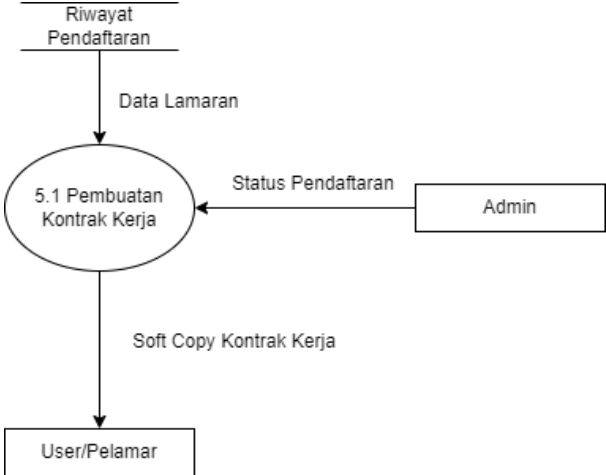 Riwayat
Pendaftaran
Data Lamaran
5.1 Pembuatan
Kontrak Kerja
Status Pendaftaran
Admin
Soft Copy Kontrak Kerja
User/Pelamar